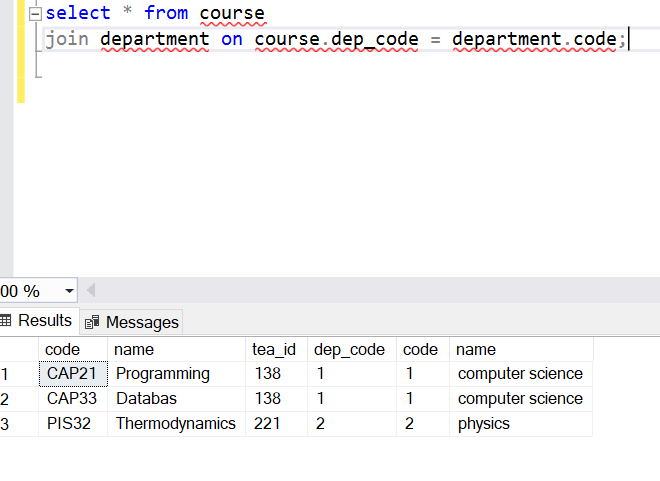 select * from course
join department on course.dep_code = department.code;
00 %
Results Messages
code name tea_id dep_code code name
1 CAP21 Programming 138 1 1 computer science
2 CAP33 Databas 138 1 1 computer science
3 PIS32 Thermodynamics 221 2 2 physics